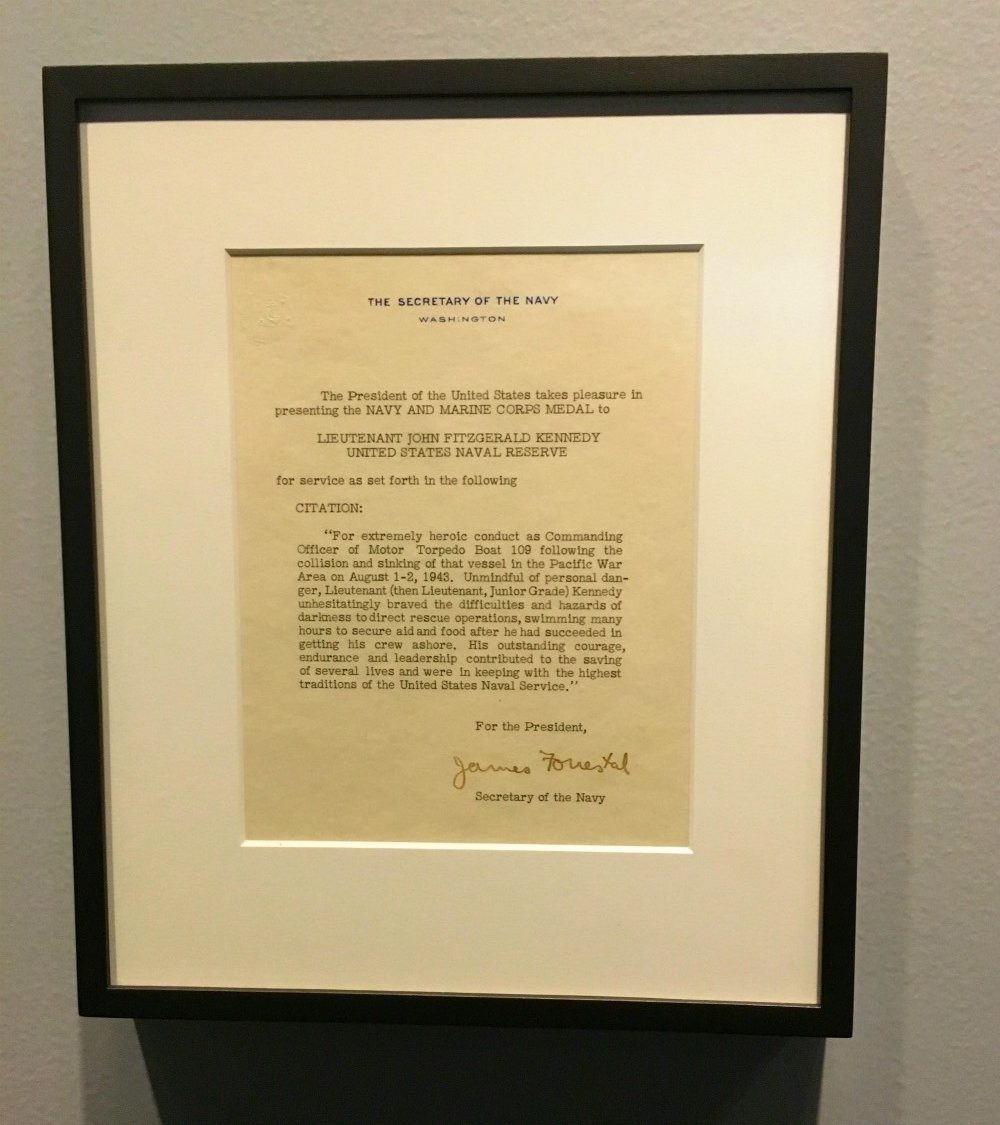 THE SECRETARY OF THE NAVY
WASHINGTON
The President of the United States takes pleasure in
presenting the NAVY AND MARINE CORPS MEDAL to
LIEUTENANT JOHN FITZGERALD KENNEDY
UNITED STATES NAVAL RESERVE
for service as set forth in the following
CITATION:
"For extremely heroic conduct as Commanding
Officer of Motor Torpedo Boat 109 following the
collision and sinking of that vessel in the Pacific War
Area on August 1-2, 1943. Unmindful of personal dan-
ger, Lieutenant (then Lieutenant, Junior Grade) Kennedy
unhesitatingly braved the difficulties and hazards of
darkness to direct rescue operations, swimming many
hours to secure aid and food after he had succeeded in
getting his crew ashore. His outstanding courage,
endurance and leadership contributed to the saving
of several lives and were in keeping with the highest
traditions of the United States Naval Service."
For the President,
James Forrestal
Secretary of the Navy